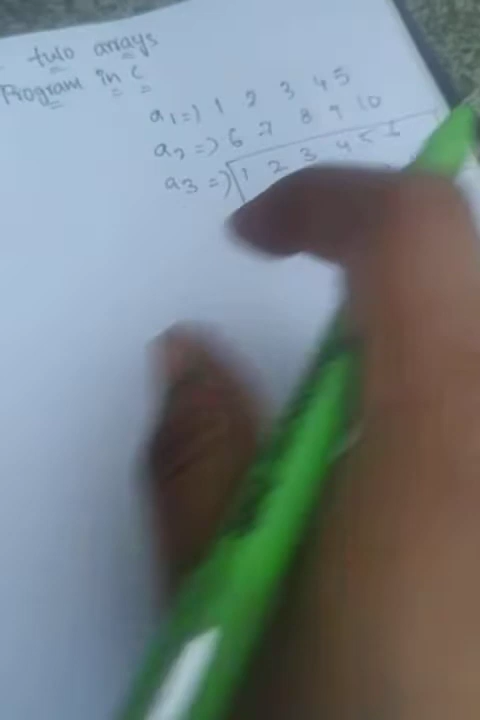 two arrays
Program in C
a1=) 1 2 3 4 5
a2=) 6 7 8 9 10
a3=) 1 2 3 4 5 6